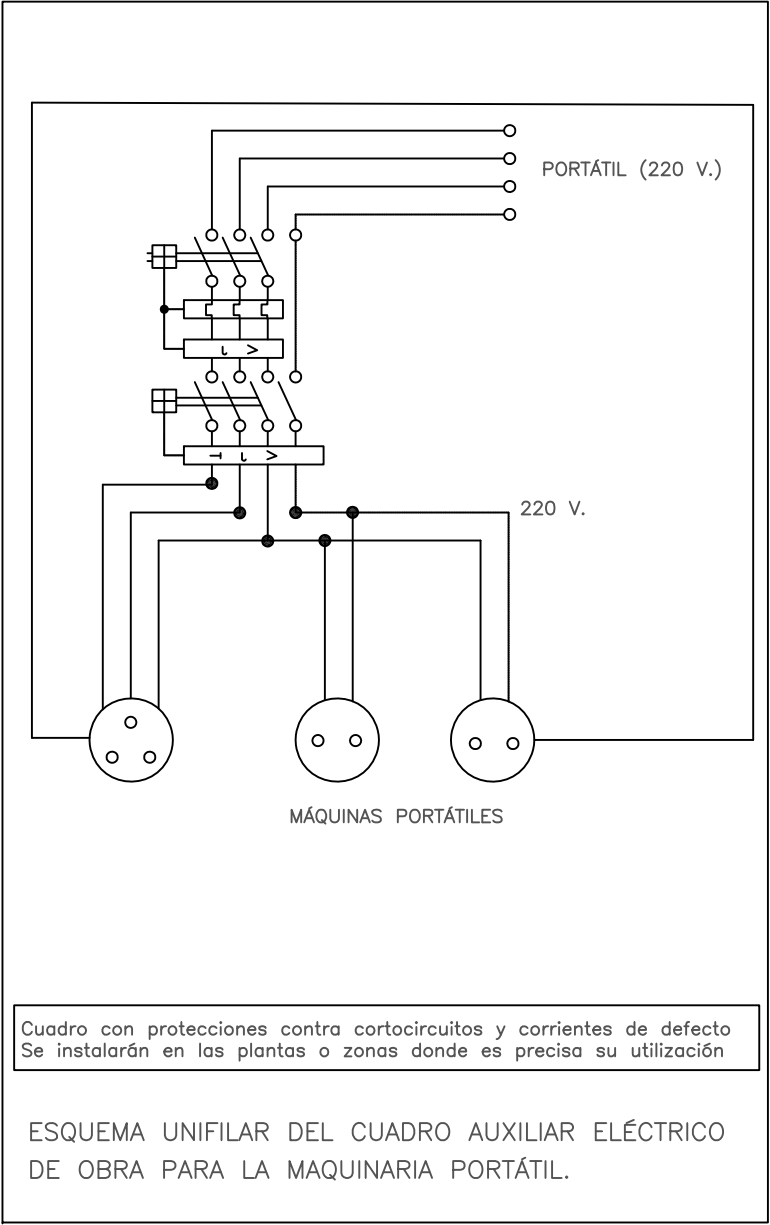 PORTÁTIL (220 V.)
220 V.
MÁQUINAS PORTÁTILES
Cuadro con protecciones contra cortocircuitos y corrientes de defecto
Se instalarán en las plantas o zonas donde es precisa su utilización
ESQUEMA UNIFILAR DEL CUADRO AUXILIAR ELÉCTRICO
DE OBRA PARA LA MAQUINARIA PORTÁTIL.